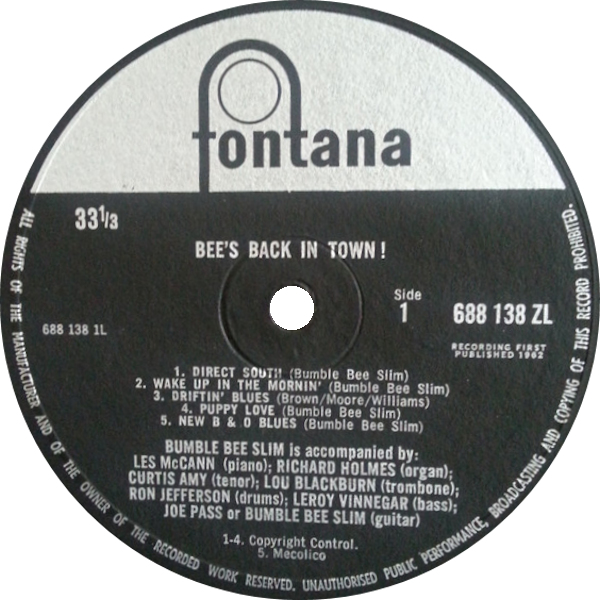 fontana
33 1/3
BEE'S BACK IN TOWN!
Side
1
688 138 ZL
688 138 1L
RECORDING FIRST
PUBLISHED 1962
1. DIRECT SOUTH (Bumble Bee Slim)
2. WAKE UP IN THE MORNIN' (Bumble Bee Slim)
3. DRIFTIN' BLUES (Brown/Moore/Williams)
4. PUPPY LOVE (Bumble Bee Slim)
5. NEW B & O BLUES (Bumble Bee Slim)
BUMBLE BEE SLIM is accompanied by:
LES McCANN (piano); RICHARD HOLMES (organ);
CURTIS AMY (tenor); LOU BLACKBURN (trombone);
RON JEFFERSON (drums); LEROY VINNEGAR (bass);
JOE PASS or BUMBLE BEE SLIM (guitar)
1-4. Copyright Control.
5. Mecolico
ALL RIGHTS OF THE MANUFACTURER AND OF THE OWNER OF THE RECORDED WORK RESERVED. UNAUTHORISED PUBLIC PERFORMANCE, BROADCASTING AND COPYING OF THIS RECORD PROHIBITED.